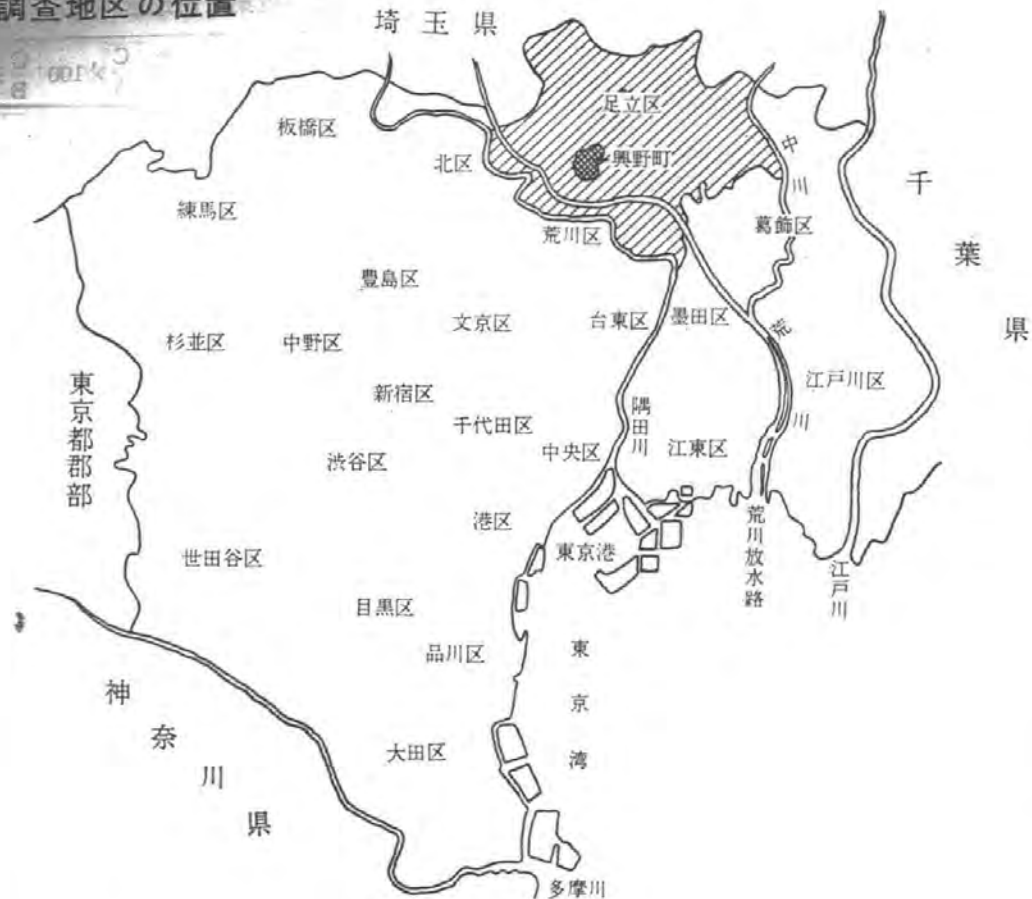 調査地区の位置
×100
埼玉県
足立区
板橋区
北区
興野町
中川
千葉県
練馬区
荒川区
葛飾区
豊島区
文京区
台東区
墨田区
荒川
杉並区
中野区
江戸川区
東京都郡部
新宿区
千代田区
隅田川
渋谷区
中央区
江東区
港区
東京港
荒川放水路
江戸川
世田谷区
目黒区
品川区
東京湾
神奈川県
大田区
多摩川